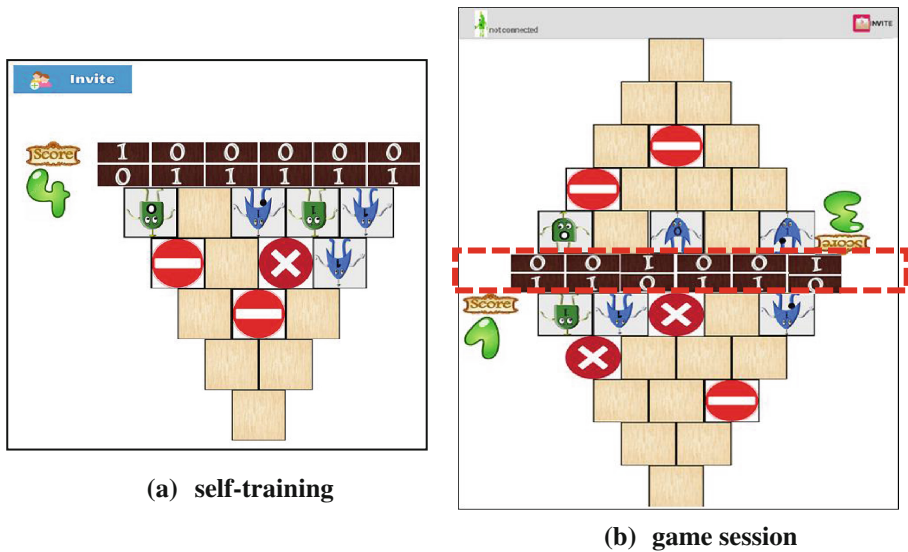 Invite
Score 1 0 0 0 0 0
4 0 1 1 1 1 1
(a) self-training
not connected INVITE
3
Score
0 0 1 0 0 1
1 1 0 1 1 0
Score
1
(b) game session